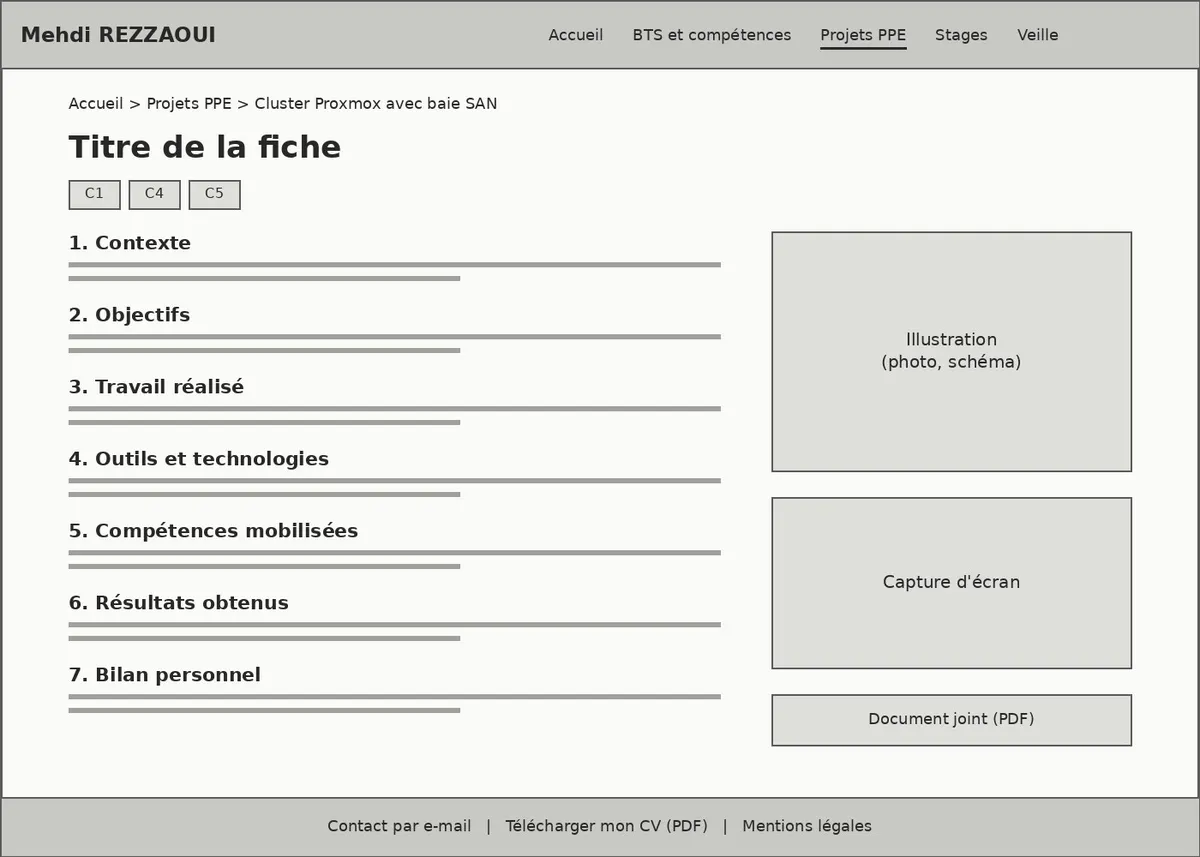 Mehdi REZZAOUI
Accueil BTS et compétences Projets PPE Stages Veille
Accueil > Projets PPE > Cluster Proxmox avec baie SAN
Titre de la fiche
C1 C4 C5
1. Contexte
2. Objectifs
3. Travail réalisé
4. Outils et technologies
5. Compétences mobilisées
6. Résultats obtenus
7. Bilan personnel
Illustration
(photo, schéma)
Capture d'écran
Document joint (PDF)
Contact par e-mail | Télécharger mon CV (PDF) | Mentions légales